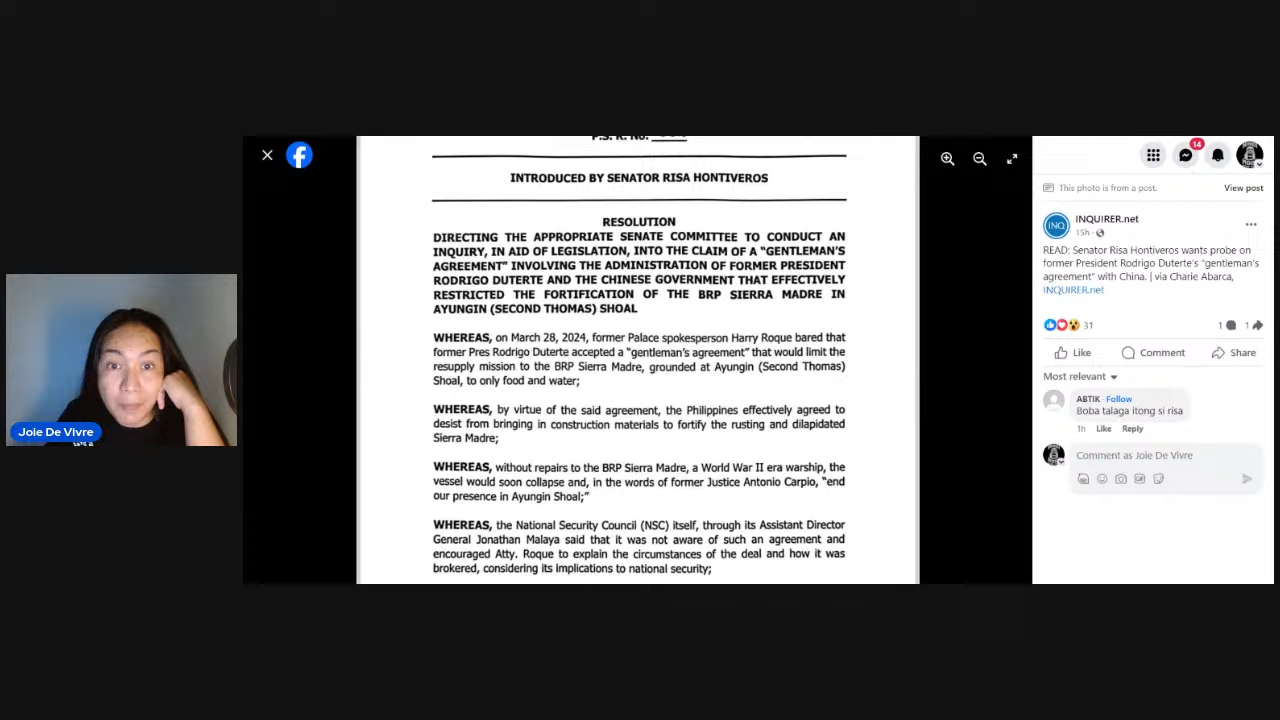 P.S. R. No.
INTRODUCED BY SENATOR RISA HONTIVEROS
RESOLUTION
DIRECTING THE APPROPRIATE SENATE COMMITTEE TO CONDUCT AN
INQUIRY, IN AID OF LEGISLATION, INTO THE CLAIM OF A “GENTLEMAN’S
AGREEMENT” INVOLVING THE ADMINISTRATION OF FORMER PRESIDENT
RODRIGO DUTERTE AND THE CHINESE GOVERNMENT THAT EFFECTIVELY
RESTRICTED THE FORTIFICATION OF THE BRP SIERRA MADRE IN
AYUNGIN (SECOND THOMAS) SHOAL
WHEREAS, on March 28, 2024, former Palace spokesperson Harry Roque bared that
former Pres Rodrigo Duterte accepted a “gentleman’s agreement” that would limit the
resupply mission to the BRP Sierra Madre, grounded at Ayungin (Second Thomas)
Shoal, to only food and water;
WHEREAS, by virtue of the said agreement, the Philippines effectively agreed to
desist from bringing in construction materials to fortify the rusting and dilapidated
Sierra Madre;
WHEREAS, without repairs to the BRP Sierra Madre, a World War II era warship, the
vessel would soon collapse and, in the words of former Justice Antonio Carpio, “end
our presence in Ayungin Shoal;”
WHEREAS, the National Security Council (NSC) itself, through its Assistant Director
General Jonathan Malaya said that it was not aware of such an agreement and
encouraged Atty. Roque to explain the circumstances of the deal and how it was
brokered, considering its implications to national security;
14
This photo is from a post. View post
INQ
INQUIRER.net
15h
READ: Senator Risa Hontiveros wants probe on
former President Rodrigo Duterte's “gentleman's
agreement” with China. | via Charie Abarca,
INQUIRER.net
31 1 1
Like Comment Share
Most relevant
ABTIK · Follow
Boba talaga itong si risa
1h Like Reply
Comment as Joie De Vivre
Joie De Vivre